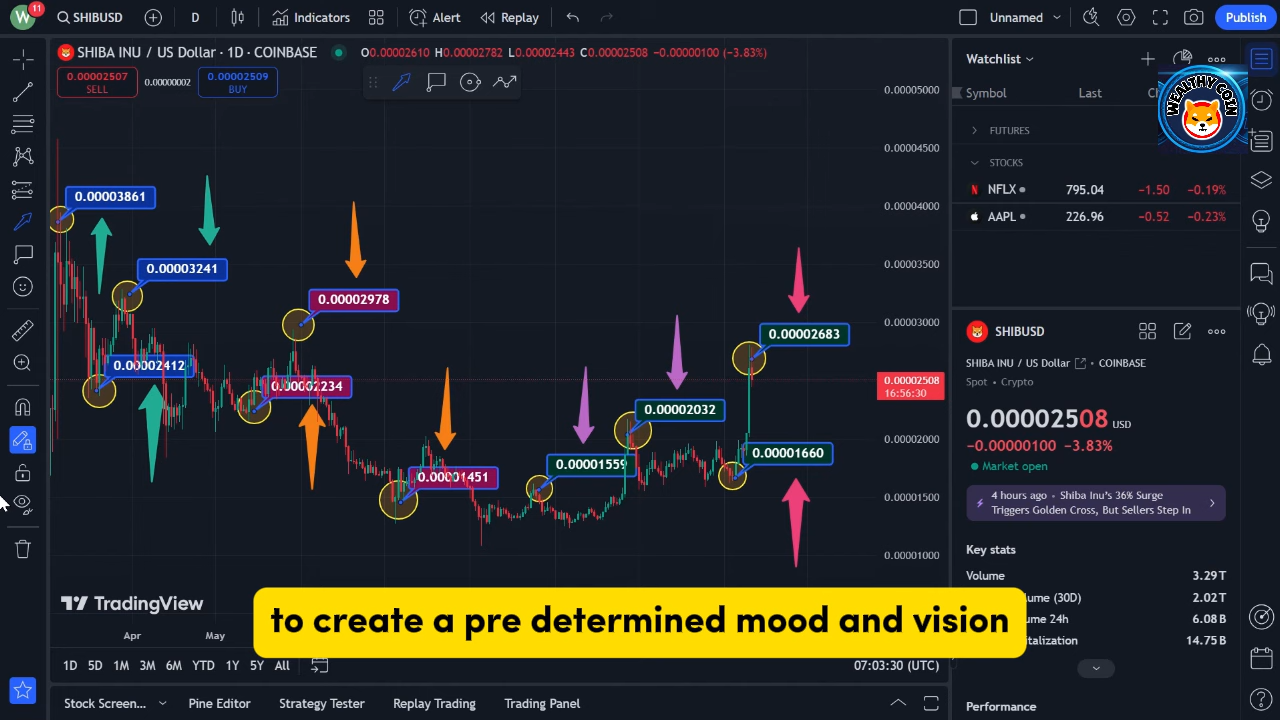 W
11
SHIBUSD
D
Indicators
Alert
Replay
Unnamed
Publish
SHIBA INU / US Dollar · 1D · COINBASE
O0.00002610 H0.00002782 L0.00002443 C0.00002508 −0.00000100 (−3.83%)
0.00002507
SELL
0.00000002
0.00002509
BUY
0.00005000
0.00004500
0.00004000
0.00003500
0.00003000
0.00002508
16:56:30
0.00002000
0.00001500
0.00001000
0.00003861
0.00003241
0.00002412
0.00002978
0.00002234
0.00001451
0.00001559
0.00002032
0.00002683
0.00001660
TradingView
Apr
May
1D 5D 1M 3M 6M YTD 1Y 5Y All
07:03:30 (UTC)
Stock Screen...
Pine Editor
Strategy Tester
Replay Trading
Trading Panel
to create a pre determined mood and vision
Watchlist
Symbol
Last
WEALTHY COIN
FUTURES
STOCKS
NFLX 795.04 −1.50 −0.19%
AAPL 226.96 −0.52 −0.23%
SHIBUSD
SHIBA INU / US Dollar · COINBASE
Spot · Crypto
0.00002508 USD
−0.00000100 −3.83%
Market open
4 hours ago · Shiba Inu's 36% Surge
Triggers Golden Cross, But Sellers Step In
Key stats
Volume 3.29T
(30D) 2.02T
24h 6.08B
14.75B
Performance